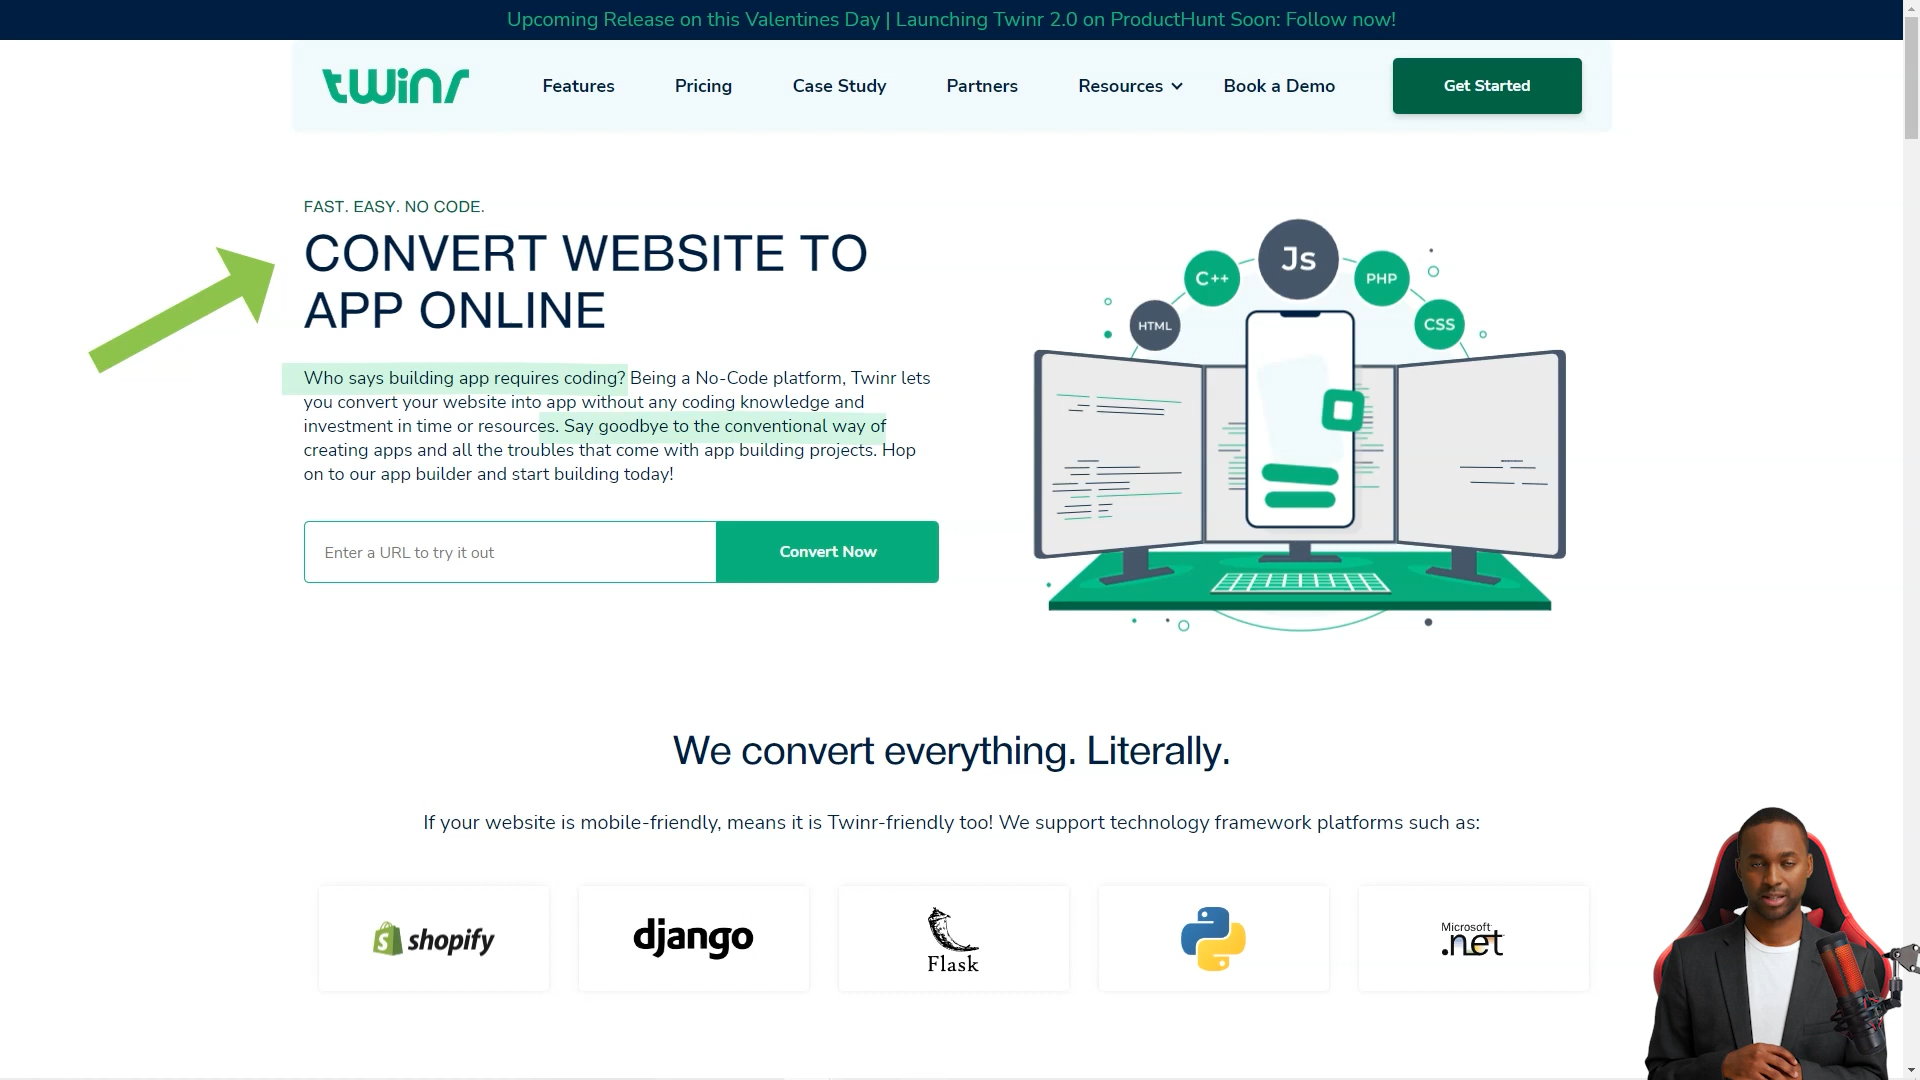 Upcoming Release on this Valentines Day | Launching Twinr 2.0 on ProductHunt Soon: Follow now!
twinr
Features
Pricing
Case Study
Partners
Resources
Book a Demo
Get Started
FAST. EASY. NO CODE.
CONVERT WEBSITE TO
APP ONLINE
Who says building app requires coding? Being a No-Code platform, Twinr lets
you convert your website into app without any coding knowledge and
investment in time or resources. Say goodbye to the conventional way of
creating apps and all the troubles that come with app building projects. Hop
on to our app builder and start building today!
Enter a URL to try it out
Convert Now
HTML
C++
Js
PHP
CSS
We convert everything. Literally.
If your website is mobile-friendly, means it is Twinr-friendly too! We support technology framework platforms such as:
shopify
django
Flask
Microsoft
.net